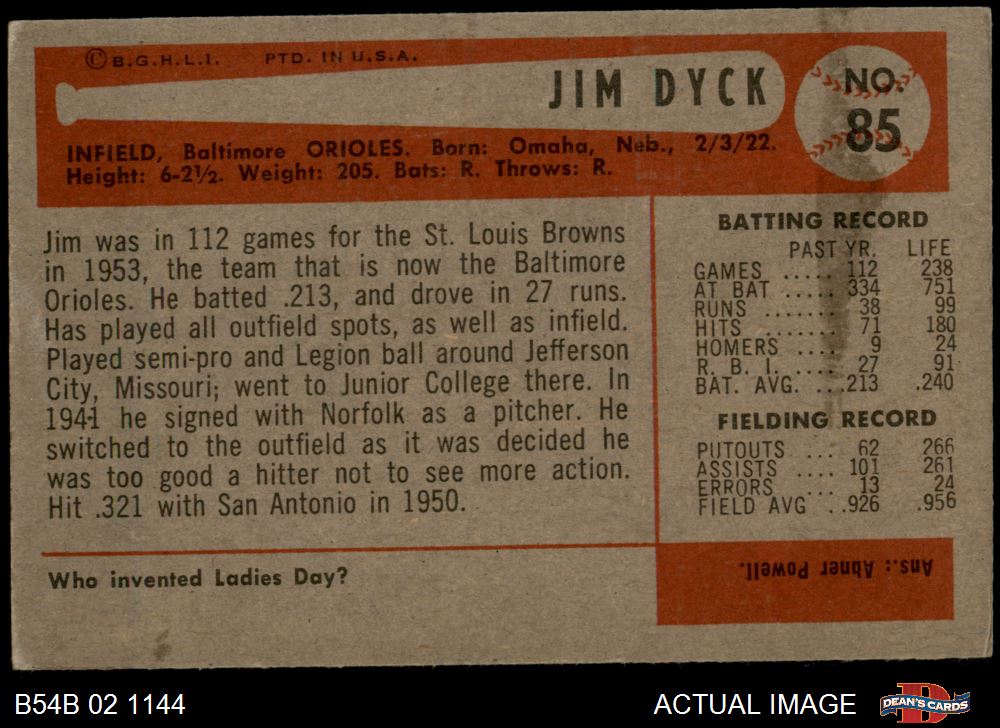 © B.G.H.L.I. PTD. IN U.S.A.
JIM DYCK
NO.
85
INFIELD, Baltimore ORIOLES. Born: Omaha, Neb., 2/3/22.
Height: 6-2½. Weight: 205. Bats: R. Throws: R.
Jim was in 112 games for the St. Louis Browns
in 1953, the team that is now the Baltimore
Orioles. He batted .213, and drove in 27 runs.
Has played all outfield spots, as well as infield.
Played semi-pro and Legion ball around Jefferson
City, Missouri; went to Junior College there. In
1941 he signed with Norfolk as a pitcher. He
switched to the outfield as it was decided he
was too good a hitter not to see more action.
Hit .321 with San Antonio in 1950.
BATTING RECORD
PAST YR. LIFE
GAMES ..... 112 238
AT BAT ..... 334 751
RUNS ....... 38 99
HITS ....... 71 180
HOMERS .... 9 24
R. B. I. .... 27 91
BAT. AVG. ...213 .240
FIELDING RECORD
PUTOUTS ... 62 266
ASSISTS .... 101 261
ERRORS ... 13 24
FIELD AVG ..926 .956
Who invented Ladies Day?
Ans.: Abner Powell.
B54B 02 1144
ACTUAL IMAGE
DEAN'S CARDS